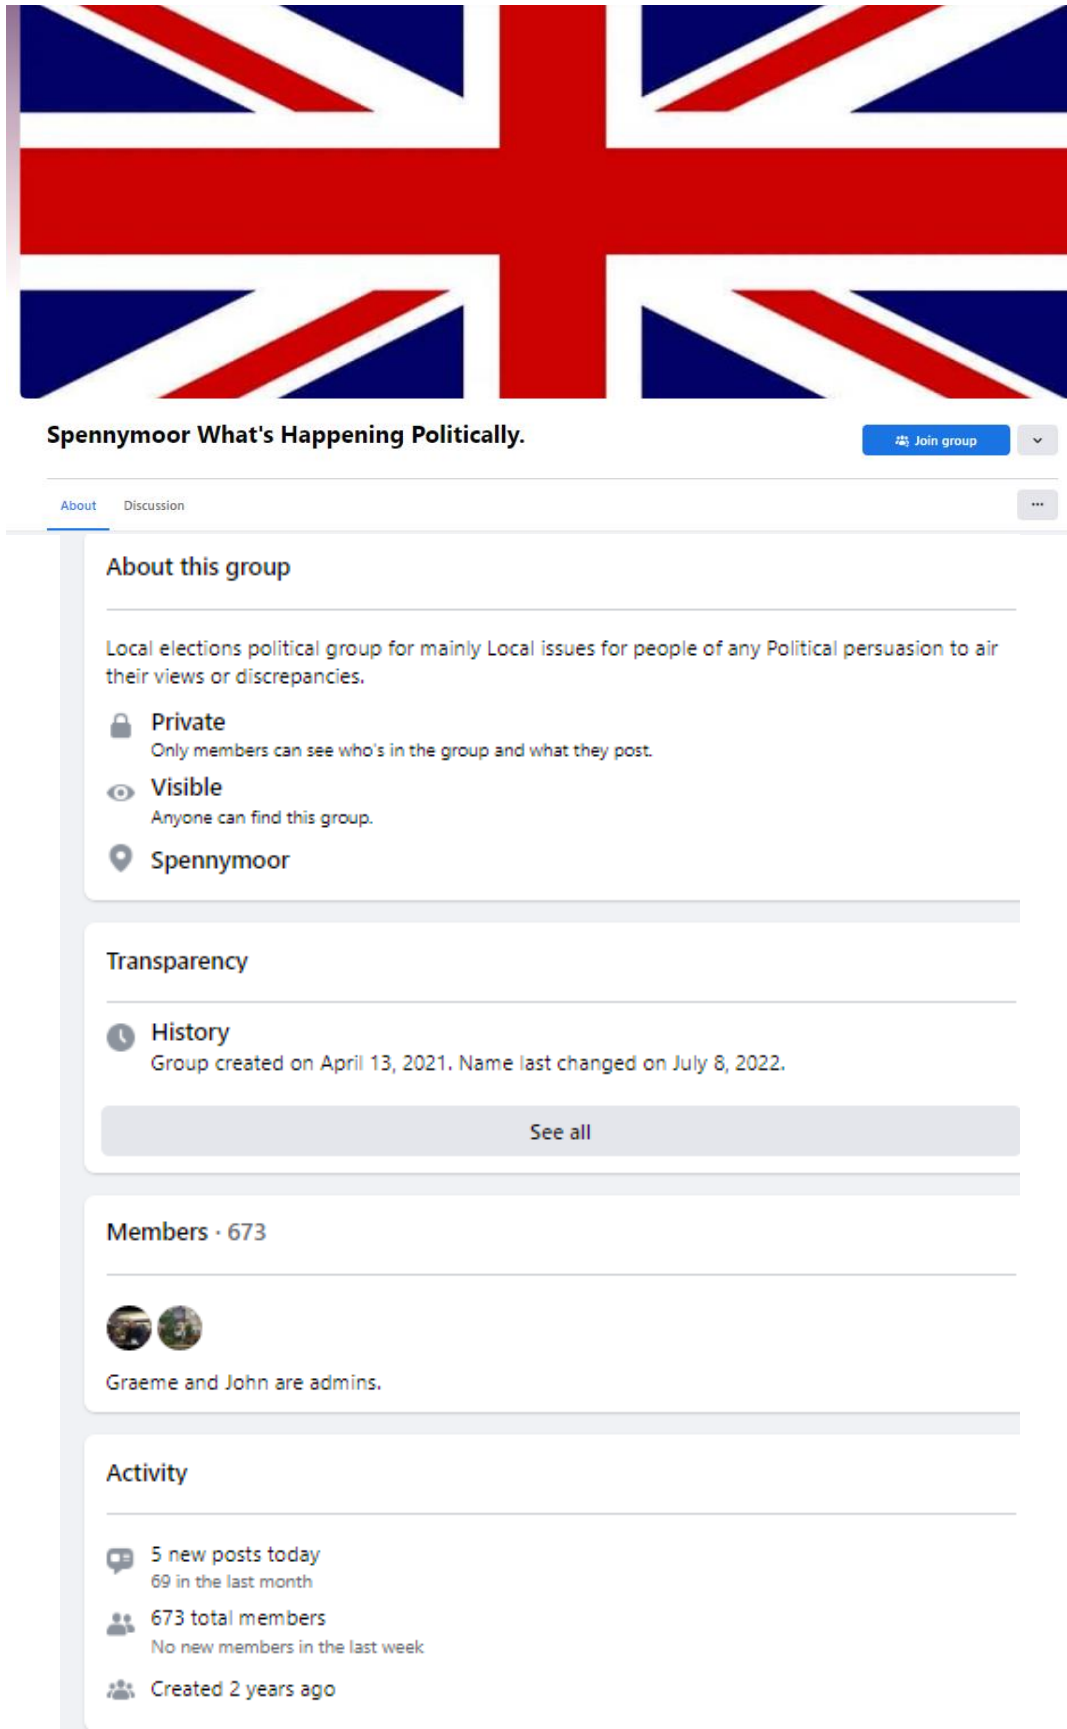 Spennymoor What's Happening Politically.
Join group
About Discussion
About this group
Local elections political group for mainly Local issues for people of any Political persuasion to air
their views or discrepancies.
Private
Only members can see who's in the group and what they post.
Visible
Anyone can find this group.
Spennymoor
Transparency
History
Group created on April 13, 2021. Name last changed on July 8, 2022.
See all
Members · 673
Graeme and John are admins.
Activity
5 new posts today
69 in the last month
673 total members
No new members in the last week
Created 2 years ago